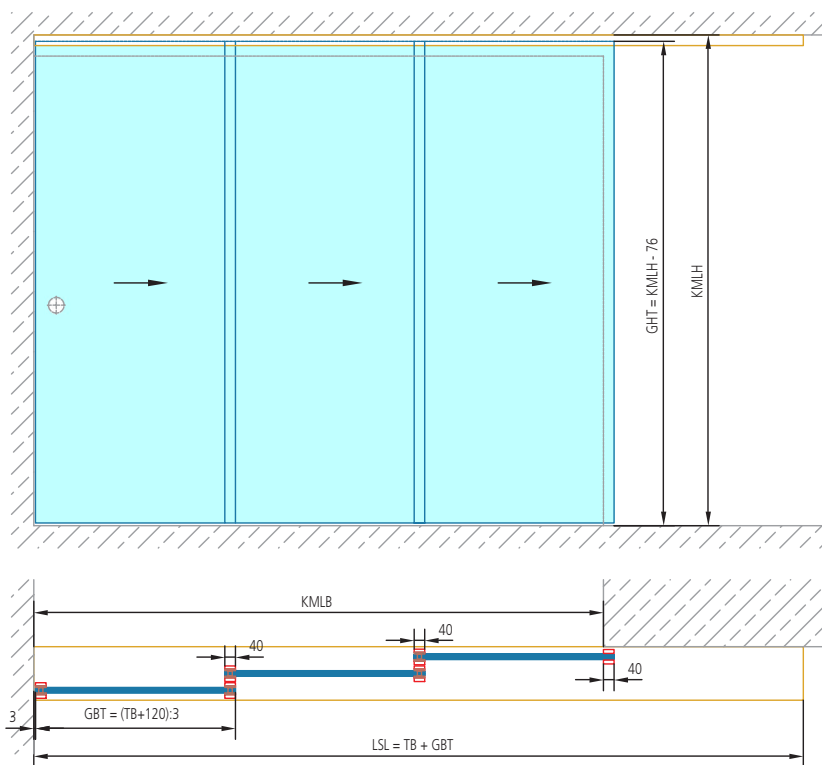 GHT = KMLH - 76
KMLH
KMLB
40
40
40
3
GBT = (TB+120):3
LSL = TB + GBT